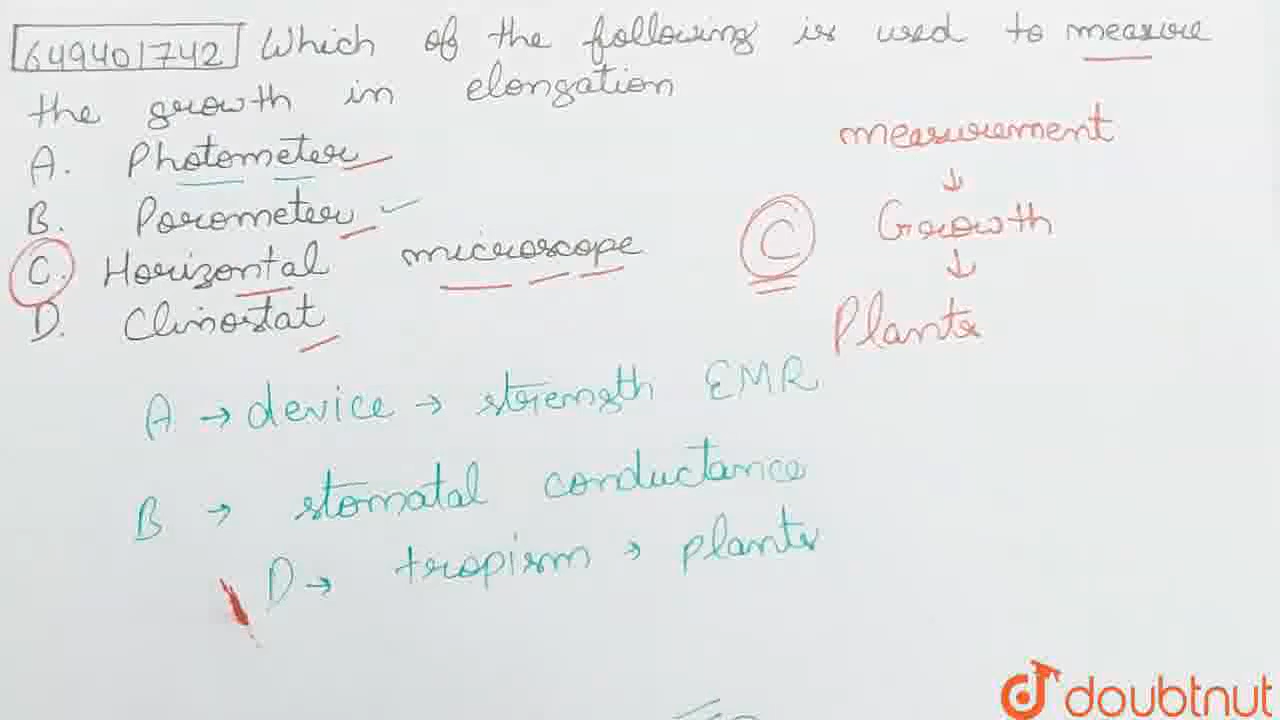 649401742 Which of the following is used to measure
the growth in elongation
A. Photometer
B. Porometer
C. Horizontal microscope
D. Clinostat
C
measurement
↓
Growth
↓
Plants
A → device → strength EMR
B → stomatal conductance
D → tropism → plants
doubtnut